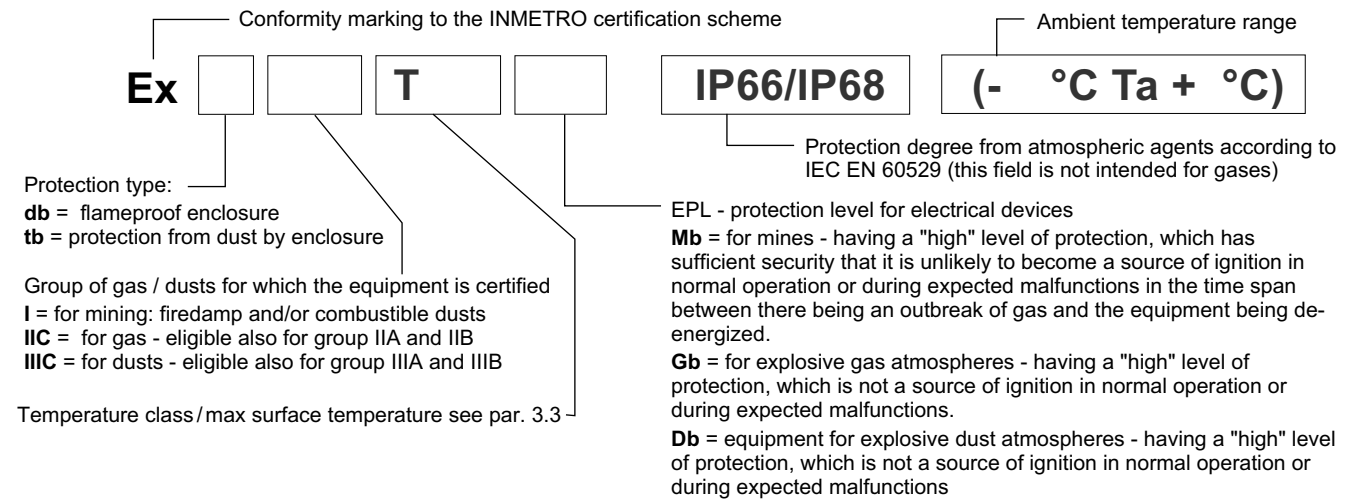 Conformity marking to the INMETRO certification scheme
Ambient temperature range
Ex T IP66/IP68 (- °C Ta + °C)
Protection degree from atmospheric agents according to
IEC EN 60529 (this field is not intended for gases)
Protection type:
db = flameproof enclosure
tb = protection from dust by enclosure
Group of gas / dusts for which the equipment is certified
I = for mining: firedamp and/or combustible dusts
IIC = for gas - eligible also for group IIA and IIB
IIIC = for dusts - eligible also for group IIIA and IIIB
Temperature class/max surface temperature see par. 3.3
EPL - protection level for electrical devices
Mb = for mines - having a "high" level of protection, which has
sufficient security that it is unlikely to become a source of ignition in
normal operation or during expected malfunctions in the time span
between there being an outbreak of gas and the equipment being de-
energized.
Gb = for explosive gas atmospheres - having a "high" level of
protection, which is not a source of ignition in normal operation or
during expected malfunctions.
Db = equipment for explosive dust atmospheres - having a "high" level
of protection, which is not a source of ignition in normal operation or
during expected malfunctions